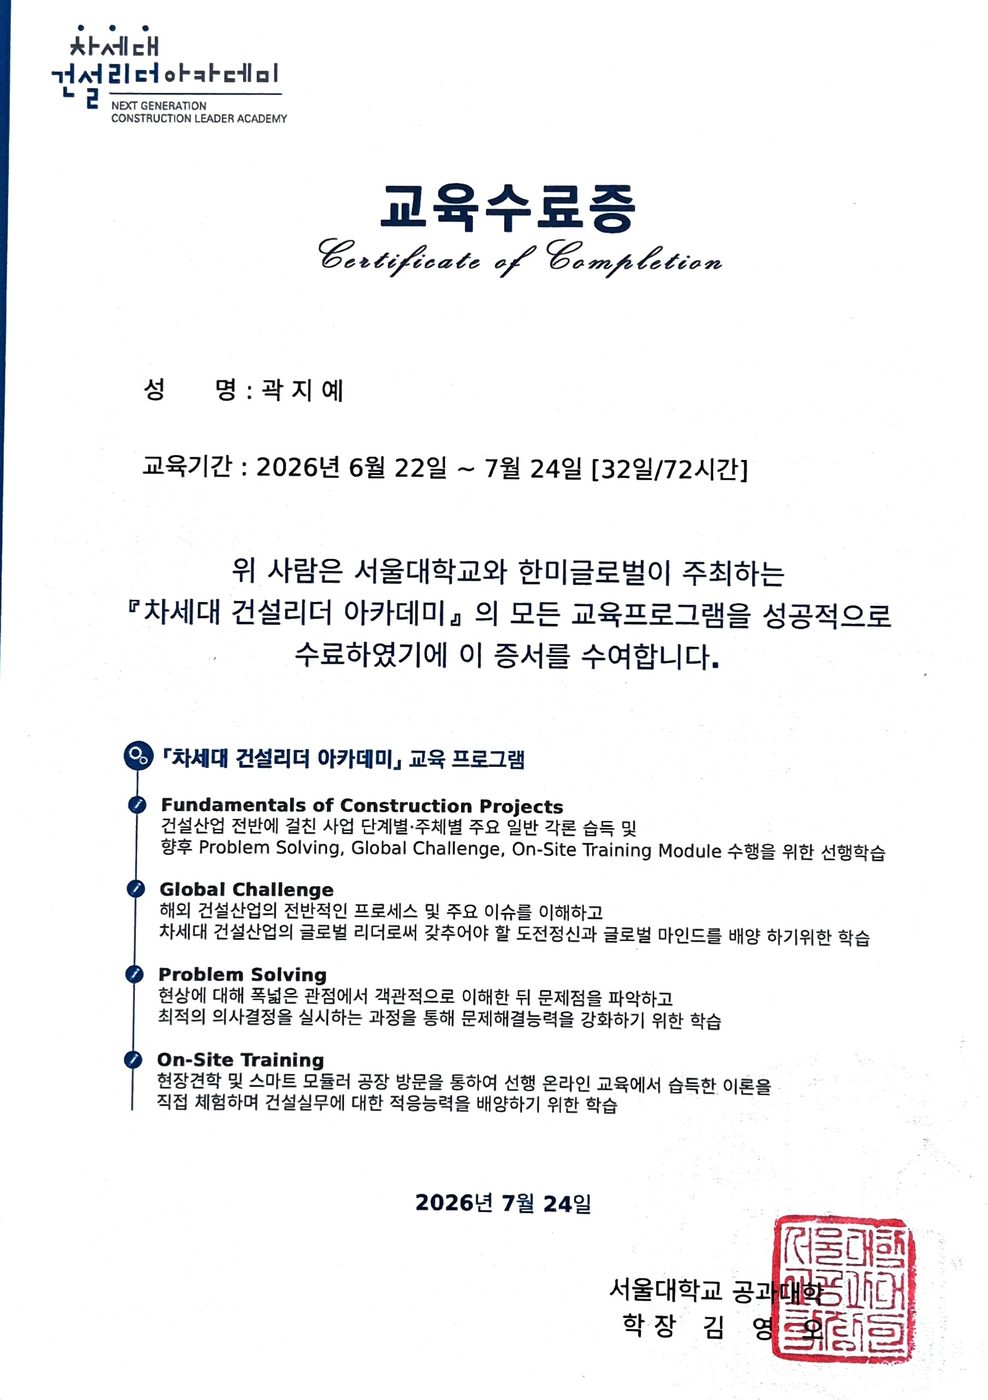 차세대
건설리더아카데미
NEXT GENERATION
CONSTRUCTION LEADER ACADEMY
교육수료증
Certificate of Completion
성 명 : 곽 지 예
교육기간 : 2026년 6월 22일 ~ 7월 24일 [32일/72시간]
위 사람은 서울대학교와 한미글로벌이 주최하는
『차세대 건설리더 아카데미』의 모든 교육프로그램을 성공적으로
수료하였기에 이 증서를 수여합니다.
「차세대 건설리더 아카데미」 교육 프로그램
Fundamentals of Construction Projects
건설산업 전반에 걸친 사업 단계별·주체별 주요 일반 각론 습득 및
향후 Problem Solving, Global Challenge, On-Site Training Module 수행을 위한 선행학습
Global Challenge
해외 건설산업의 전반적인 프로세스 및 주요 이슈를 이해하고
차세대 건설산업의 글로벌 리더로써 갖추어야 할 도전정신과 글로벌 마인드를 배양 하기위한 학습
Problem Solving
현상에 대해 폭넓은 관점에서 객관적으로 이해한 뒤 문제점을 파악하고
최적의 의사결정을 실시하는 과정을 통해 문제해결능력을 강화하기 위한 학습
On-Site Training
현장견학 및 스마트 모듈러 공장 방문을 통하여 선행 온라인 교육에서 습득한 이론을
직접 체험하며 건설실무에 대한 적응능력을 배양하기 위한 학습
2026년 7월 24일
서울대학교 공과대학
학장 김 영 오
서울대학
교공과대
학장의인